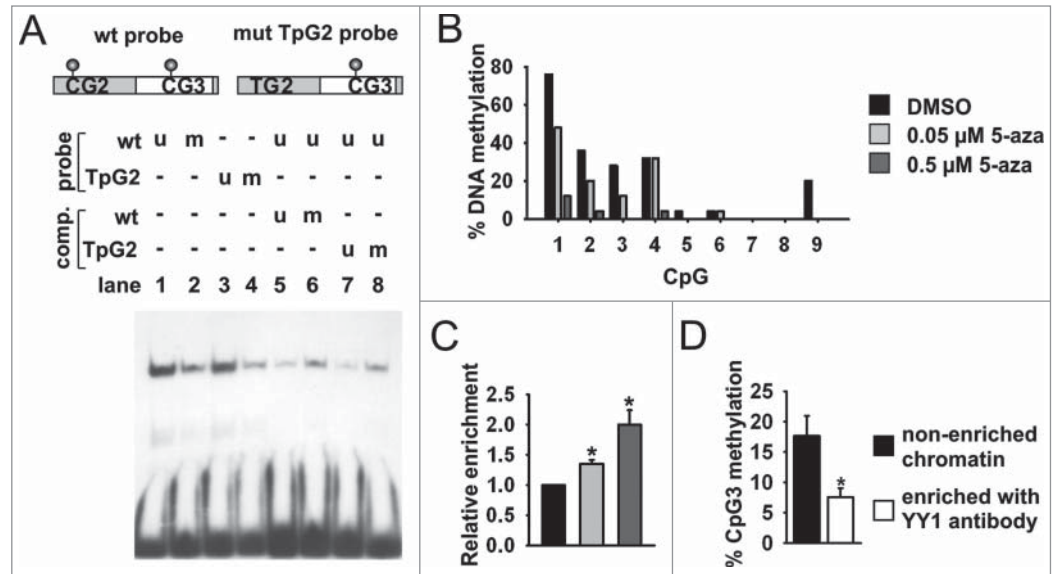 A
wt probe mut TpG2 probe
CG2 CG3 TG2 CG3
probe
wt u m - - u u u u
TpG2 - - u m - - - -
comp.
wt - - - - u m - -
TpG2 - - - - - - u m
lane 1 2 3 4 5 6 7 8
B
% DNA methylation
80
60
40
20
0
1 2 3 4 5 6 7 8 9
CpG
DMSO
0.05 µM 5-aza
0.5 µM 5-aza
C
Relative enrichment
2.5
2.0
1.5
1.0
0.5
0.0
* *
D
% CpG3 methylation
25
20
15
10
5
0
*
non-enriched
chromatin
enriched with
YY1 antibody